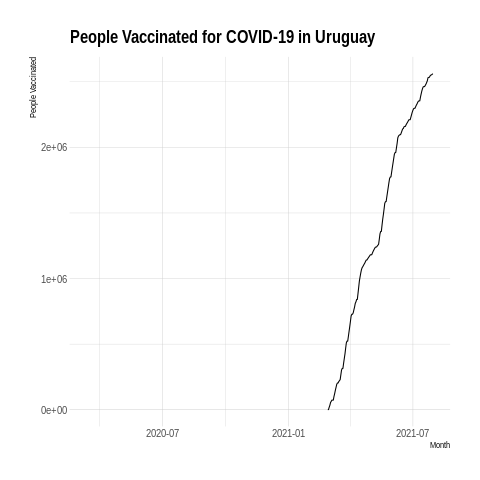 People Vaccinated for COVID-19 in Uruguay
People Vaccinated
2e+06
1e+06
0e+00
2020-07 2021-01 2021-07
Month